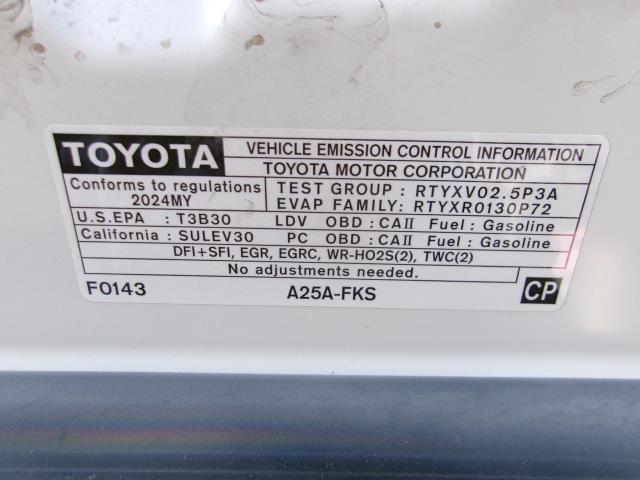 TOYOTA
VEHICLE EMISSION CONTROL INFORMATION
TOYOTA MOTOR CORPORATION
Conforms to regulations
2024MY
TEST GROUP : RTYXV02.5P3A
EVAP FAMILY: RTYXR0130P72
U.S.EPA : T3B30 LDV OBD : CAII Fuel : Gasoline
California : SULEV30 PC OBD : CAII Fuel : Gasoline
DFI+SFI, EGR, EGRC, WR-HO2S(2), TWC(2)
No adjustments needed.
F0143 A25A-FKS CP